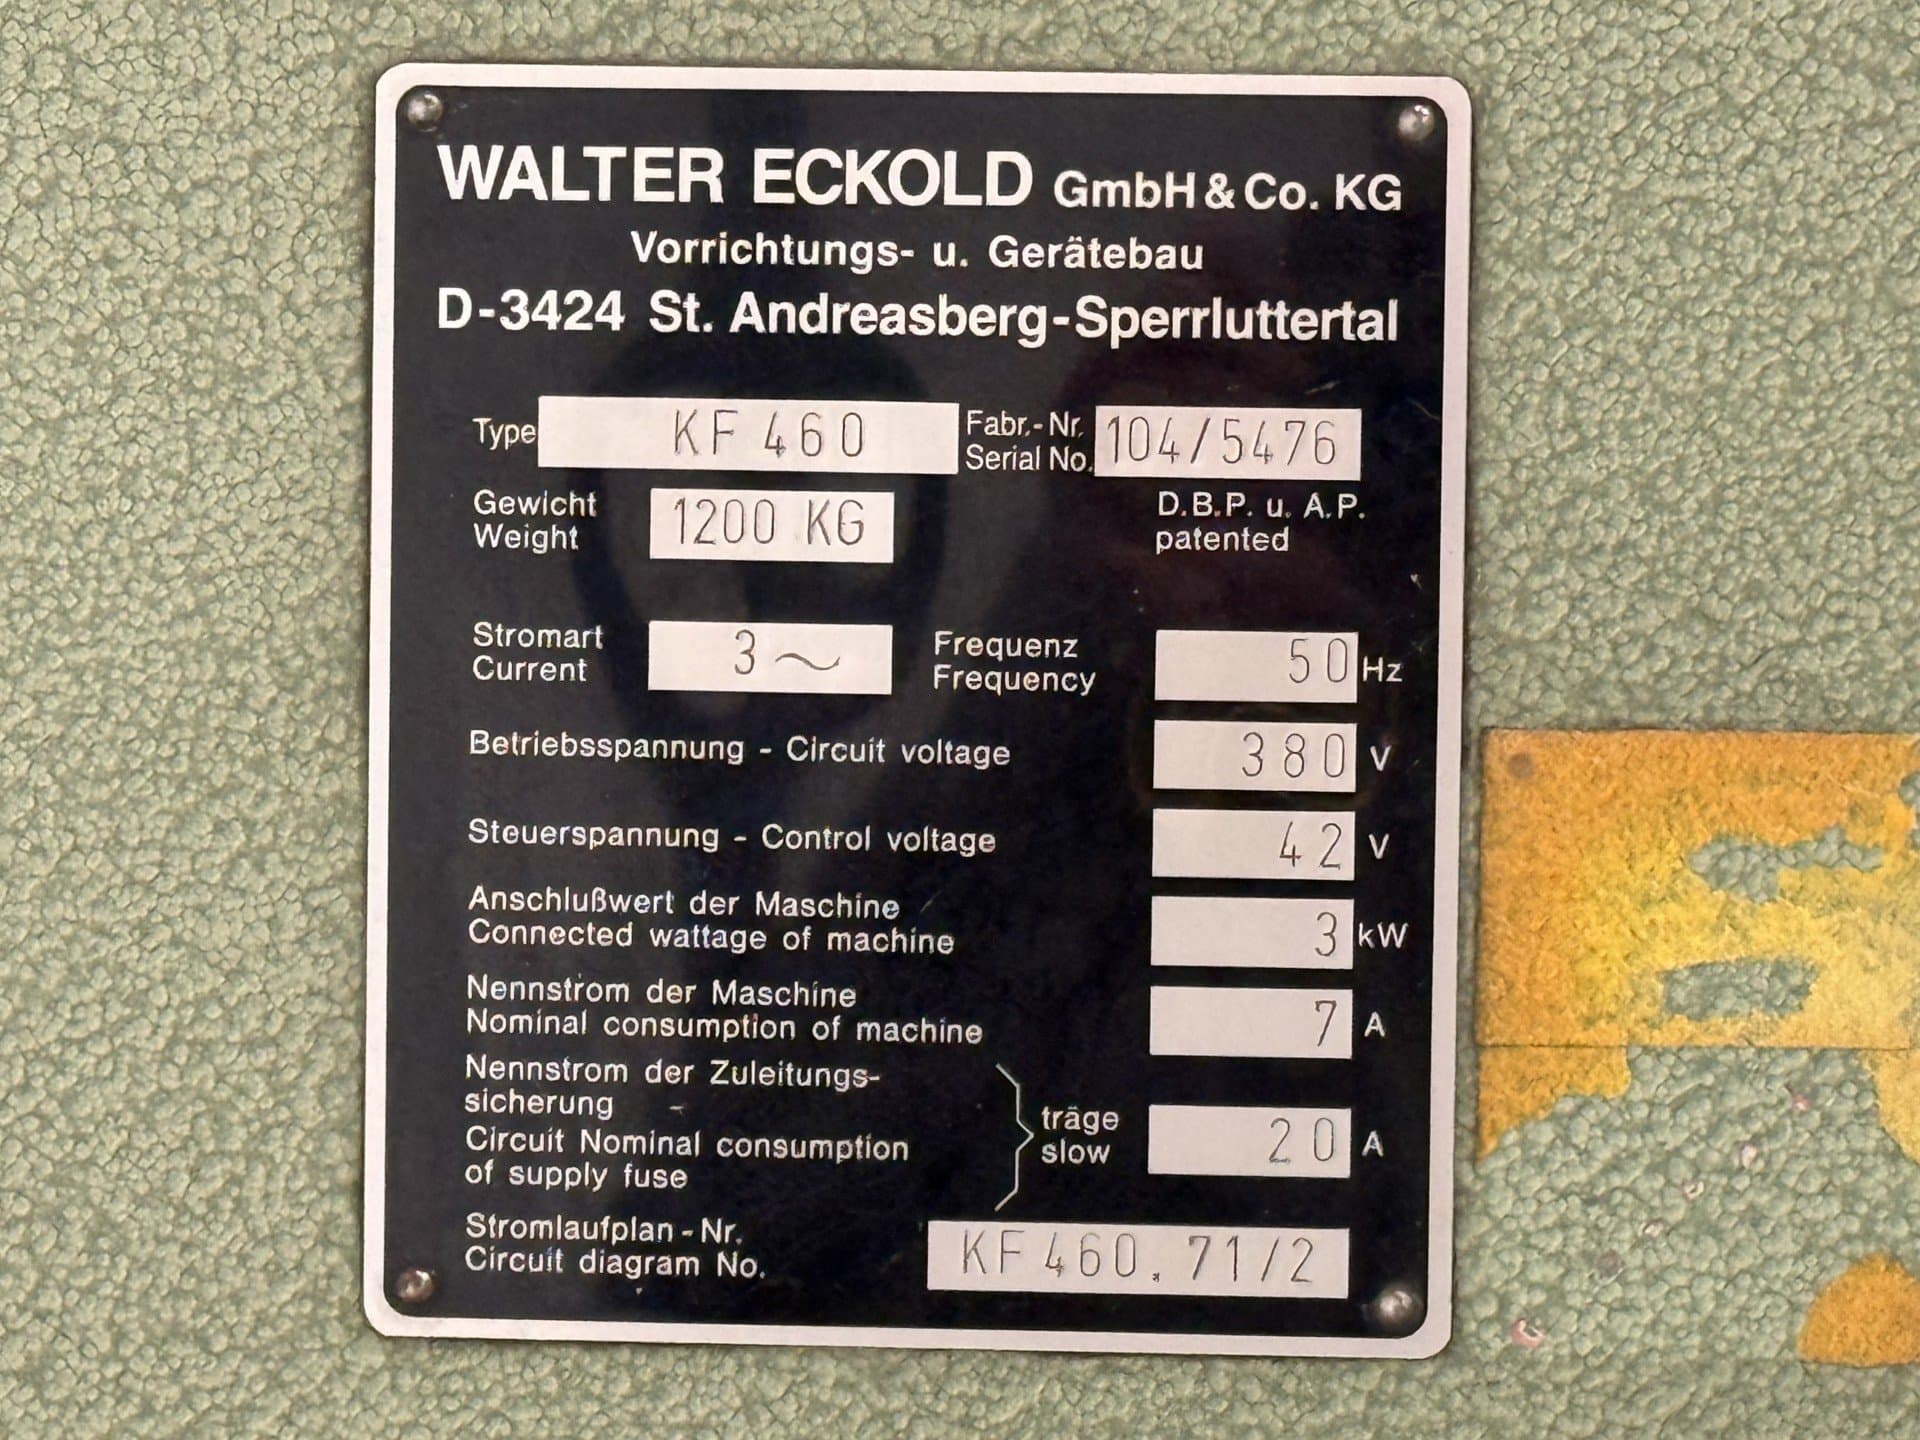 WALTER ECKOLD GmbH & Co. KG
Vorrichtungs- u. Gerätebau
D-3424 St. Andreasberg-Sperrluttertal
Type KF 460 Fabr.- Nr. Serial No. 104/5476
Gewicht
Weight 1200 KG
D.B.P. u. A.P.
patented
Stromart
Current 3~
Frequenz
Frequency 50 Hz
Betriebsspannung - Circuit voltage 380 V
Steuerspannung - Control voltage 42 V
Anschlußwert der Maschine
Connected wattage of machine 3 kW
Nennstrom der Maschine
Nominal consumption of machine 7 A
Nennstrom der Zuleitungs-
sicherung
Circuit Nominal consumption
of supply fuse
träge
slow 20 A
Stromlaufplan - Nr.
Circuit diagram No. KF 460.71/2